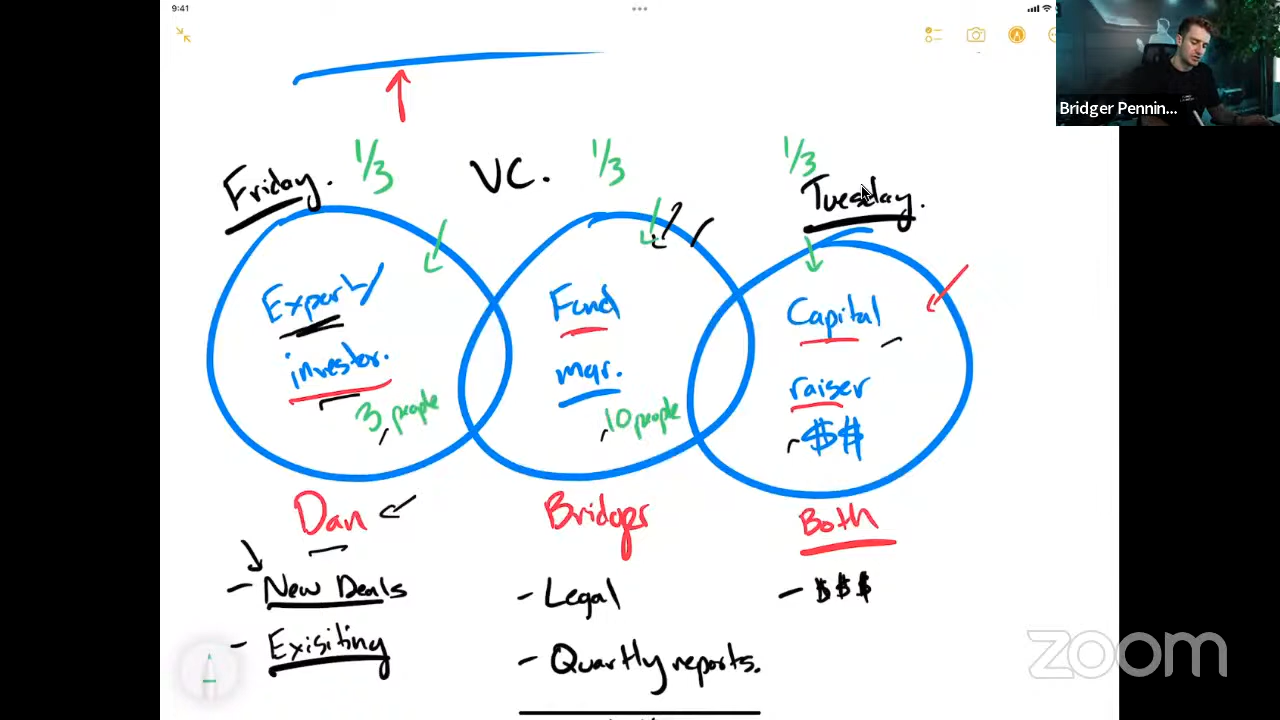 9:41
Bridger Pennin...
1/3
1/3
1/3
Friday.
VC.
Tuesday.
Expert
investor.
3 people
Fund
mgr.
10 people
Capital
raiser
$$
Dan
Bridger
Both
- New Deals
- Exisiting
- Legal
- Quartly reports.
- $$$
zoom